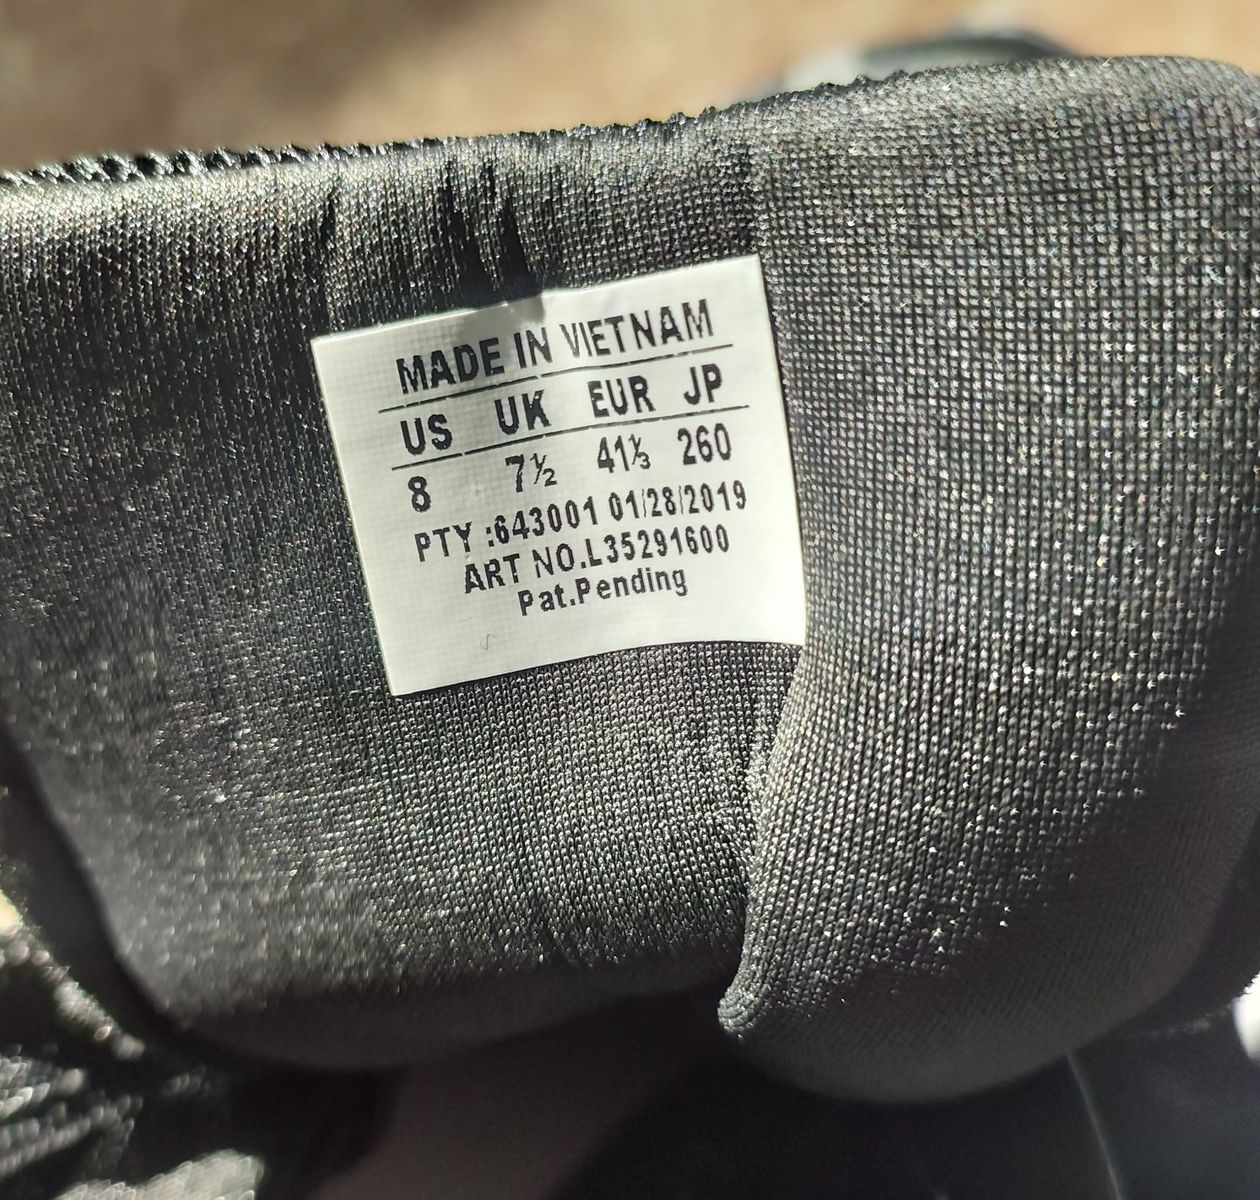 MADE IN VIETNAM
US UK EUR JP
8 7½ 41⅓ 260
PTY :643001 01/28/2019
ART NO.L35291600
Pat.Pending